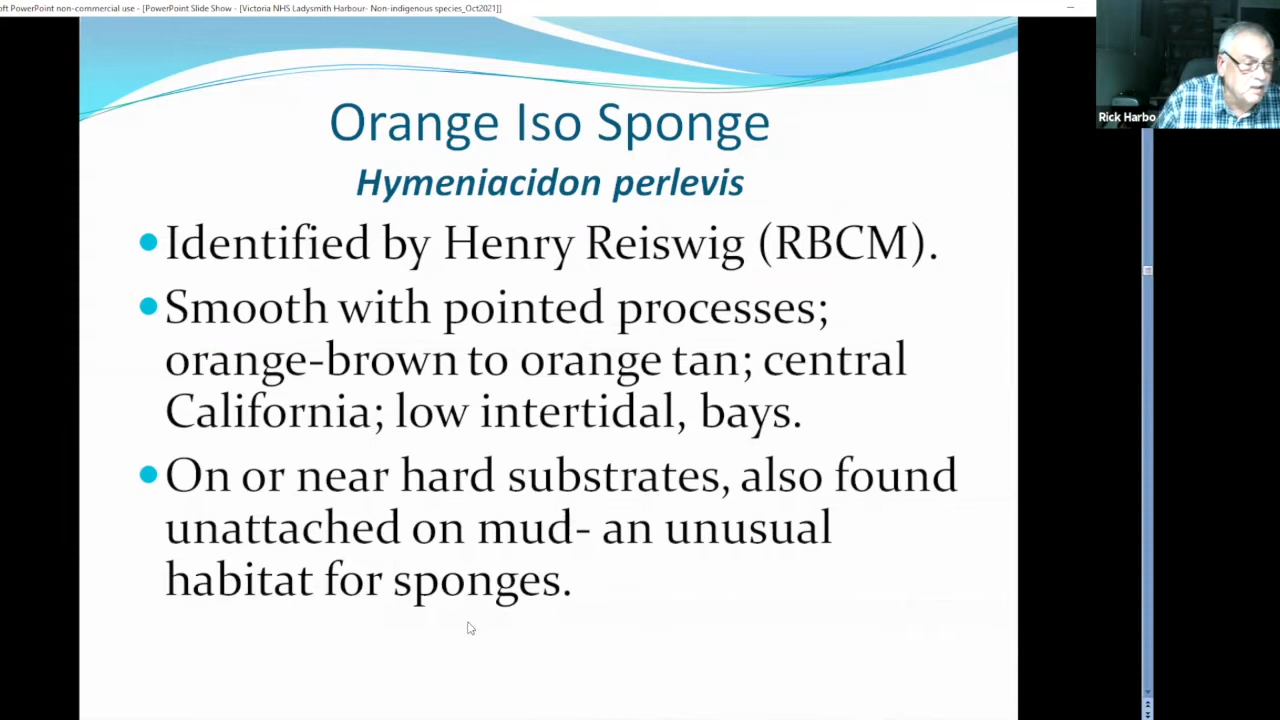 oft PowerPoint non-commercial use - [PowerPoint Slide Show - [Victoria NHS Ladysmith Harbour- Non-indigenous species_Oct2021]]
Rick Harbo
Orange Iso Sponge
Hymeniacidon perlevis
Identified by Henry Reiswig (RBCM).
Smooth with pointed processes;
orange-brown to orange tan; central
California; low intertidal, bays.
On or near hard substrates, also found
unattached on mud- an unusual
habitat for sponges.